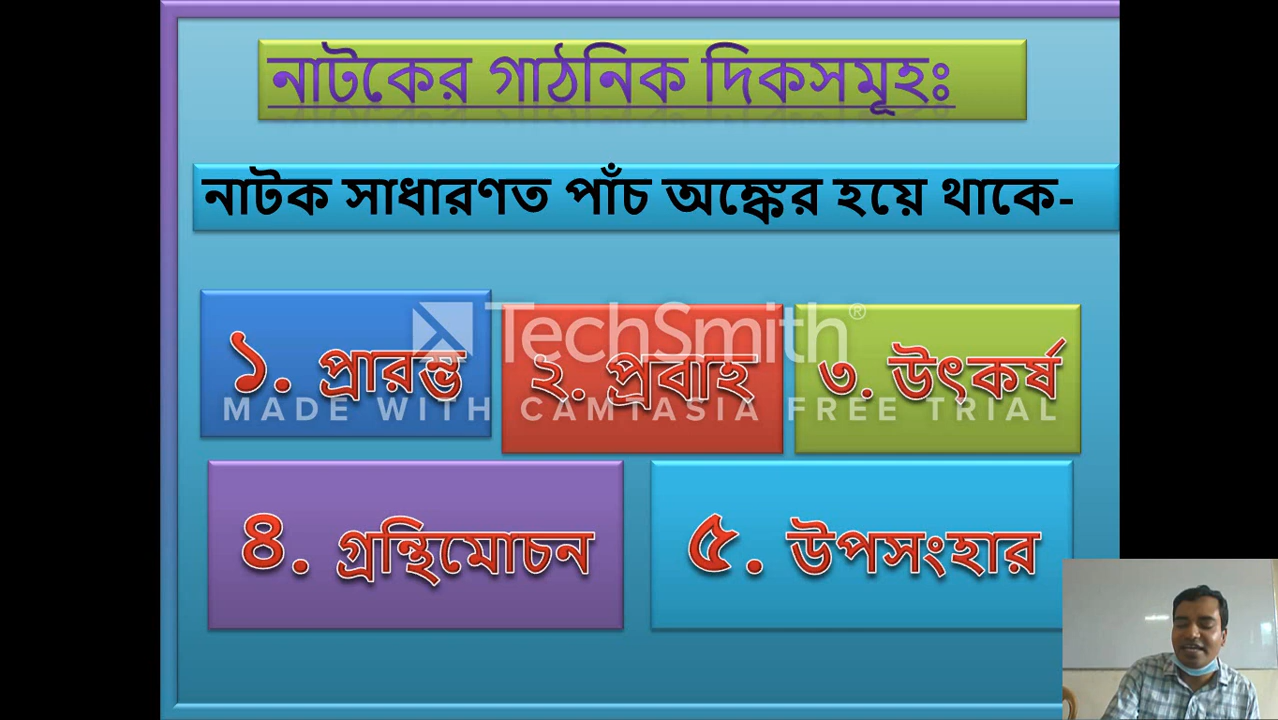 নাটকের গাঠনিক দিকসমূহঃ
নাটক সাধারণত পাঁচ অঙ্কের হয়ে থাকে-
TechSmith®
১. প্রারম্ভ
২. প্রবাহ
৩. উৎকর্ষ
MADE WITH CAMTASIA FREE TRIAL
৪. গ্রন্থিমোচন
৫. উপসংহার